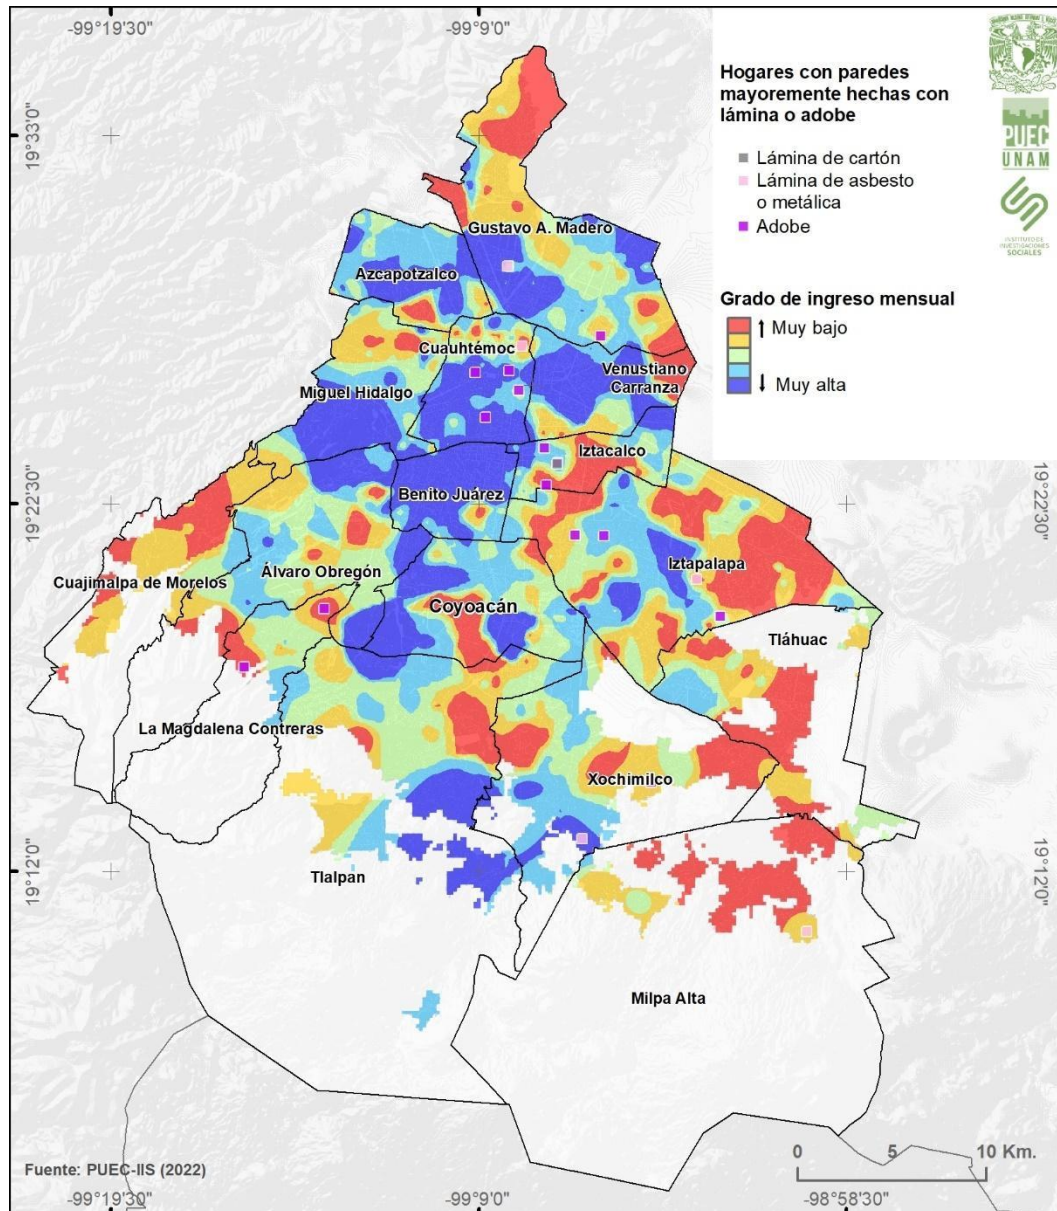 -99°19'30"
-99°9'0"
Hogares con paredes
mayoremente hechas con
lámina o adobe
Lámina de cartón
Lámina de asbesto
o metálica
Adobe
Grado de ingreso mensual
Muy bajo
Muy alta
PUEC
UNAM
INSTITUTO DE
INVESTIGACIONES
SOCIALES
19°33'0"
Gustavo A. Madero
Azcapotzalco
Cuauhtémoc
Venustiano
Carranza
Miguel Hidalgo
Iztacalco
19°22'30"
19°22'30"
Benito Juárez
Iztapalapa
Álvaro Obregón
Cuajimalpa de Morelos
Coyoacán
Tláhuac
La Magdalena Contreras
Xochimilco
19°12'0"
19°12'0"
Tlalpan
Milpa Alta
Fuente: PUEC-IIS (2022)
0 5 10 Km.
-99°19'30"
-99°9'0"
-98°58'30"